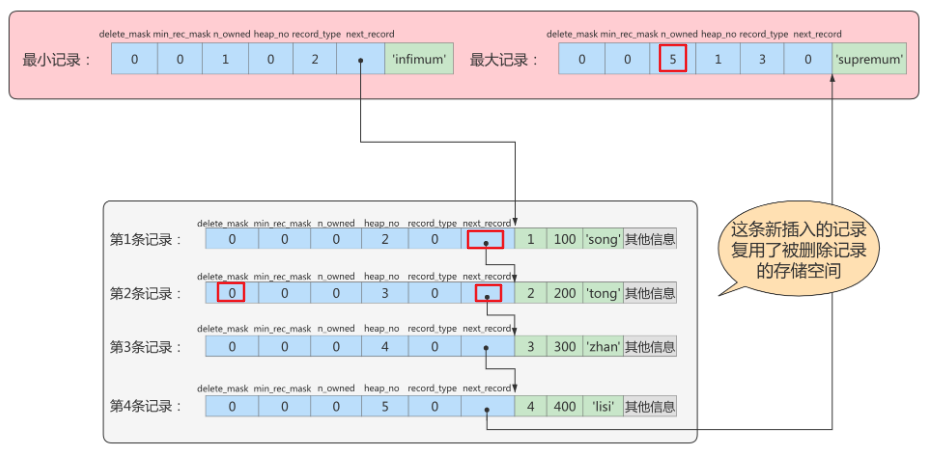 delete_mask min_rec_mask n_owned heap_no record_type next_record
最小记录： 0 0 1 0 2 'infimum'
delete_mask min_rec_mask n_owned heap_no record_type next_record
最大记录： 0 0 5 1 3 0 'supremum'
delete_mask min_rec_mask n_owned heap_no record_type next_record
第1条记录： 0 0 0 2 0 1 100 'song' 其他信息
delete_mask min_rec_mask n_owned heap_no record_type next_record
第2条记录： 0 0 0 3 0 2 200 'tong' 其他信息
delete_mask min_rec_mask n_owned heap_no record_type next_record
第3条记录： 0 0 0 4 0 3 300 'zhan' 其他信息
delete_mask min_rec_mask n_owned heap_no record_type next_record
第4条记录： 0 0 0 5 0 4 400 'lisi' 其他信息
这条新插入的记录
复用了被删除记录
的存储空间